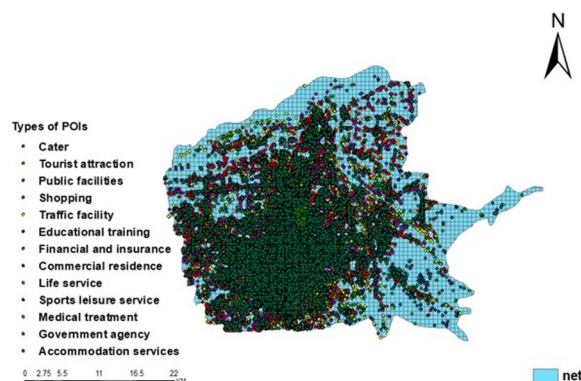 N
Types of POIs
Cater
Tourist attraction
Public facilities
Shopping
Traffic facility
Educational training
Financial and insurance
Commercial residence
Life service
Sports leisure service
Medical treatment
Government agency
Accommodation services
0 2.75 5.5 11 16.5 22
net